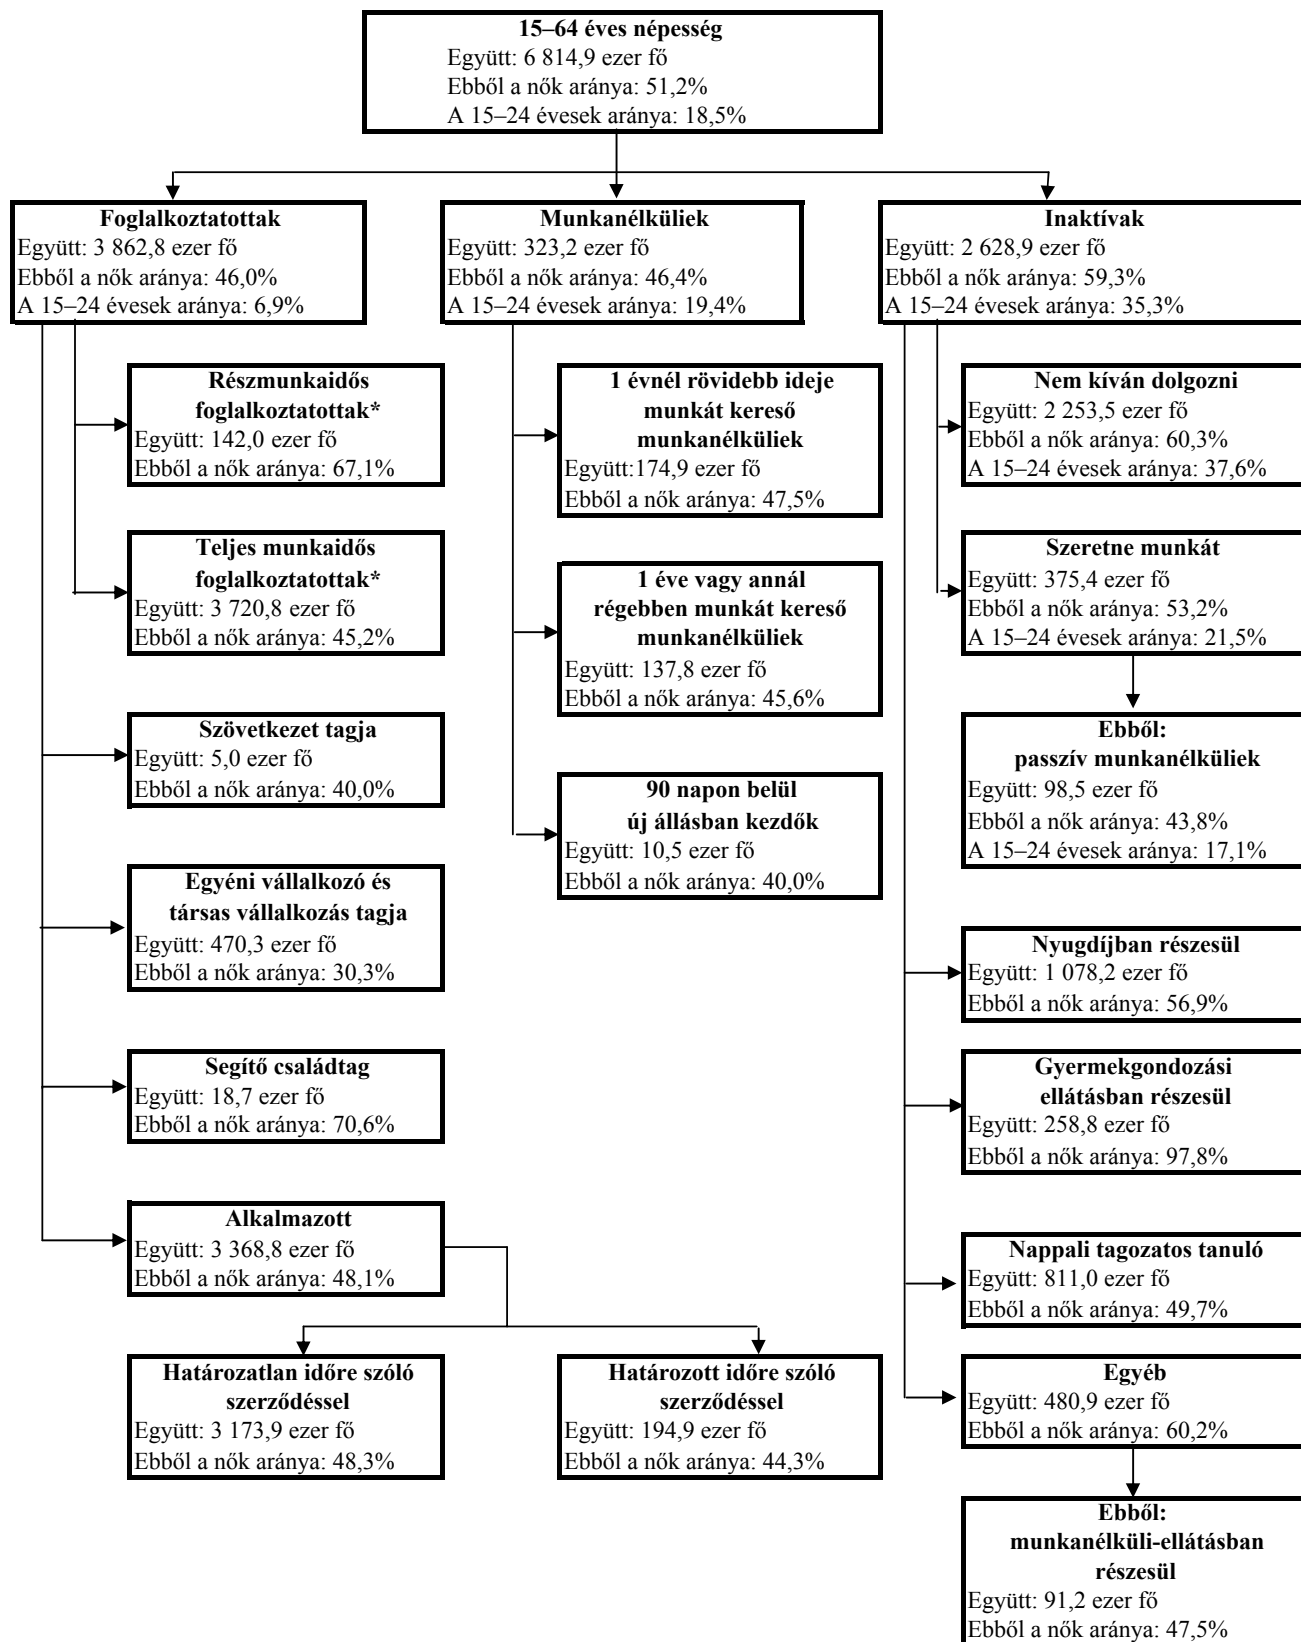 15–64 éves népesség
Együtt: 6 814,9 ezer fő
Ebből a nők aránya: 51,2%
A 15–24 évesek aránya: 18,5%
Foglalkoztatottak
Együtt: 3 862,8 ezer fő
Ebből a nők aránya: 46,0%
A 15–24 évesek aránya: 6,9%
Részmunkaidős
foglalkoztatottak*
Együtt: 142,0 ezer fő
Ebből a nők aránya: 67,1%
Teljes munkaidős
foglalkoztatottak*
Együtt: 3 720,8 ezer fő
Ebből a nők aránya: 45,2%
Szövetkezet tagja
Együtt: 5,0 ezer fő
Ebből a nők aránya: 40,0%
Egyéni vállalkozó és
társas vállalkozás tagja
Együtt: 470,3 ezer fő
Ebből a nők aránya: 30,3%
Segítő családtag
Együtt: 18,7 ezer fő
Ebből a nők aránya: 70,6%
Alkalmazott
Együtt: 3 368,8 ezer fő
Ebből a nők aránya: 48,1%
Határozatlan időre szóló
szerződéssel
Együtt: 3 173,9 ezer fő
Ebből a nők aránya: 48,3%
Határozott időre szóló
szerződéssel
Együtt: 194,9 ezer fő
Ebből a nők aránya: 44,3%
Munkanélküliek
Együtt: 323,2 ezer fő
Ebből a nők aránya: 46,4%
A 15–24 évesek aránya: 19,4%
1 évnél rövidebb ideje
munkát kereső
munkanélküliek
Együtt:174,9 ezer fő
Ebből a nők aránya: 47,5%
1 éve vagy annál
régebben munkát kereső
munkanélküliek
Együtt: 137,8 ezer fő
Ebből a nők aránya: 45,6%
90 napon belül
új állásban kezdők
Együtt: 10,5 ezer fő
Ebből a nők aránya: 40,0%
Inaktívak
Együtt: 2 628,9 ezer fő
Ebből a nők aránya: 59,3%
A 15–24 évesek aránya: 35,3%
Nem kíván dolgozni
Együtt: 2 253,5 ezer fő
Ebből a nők aránya: 60,3%
A 15–24 évesek aránya: 37,6%
Szeretne munkát
Együtt: 375,4 ezer fő
Ebből a nők aránya: 53,2%
A 15–24 évesek aránya: 21,5%
Ebből:
passzív munkanélküliek
Együtt: 98,5 ezer fő
Ebből a nők aránya: 43,8%
A 15–24 évesek aránya: 17,1%
Nyugdíjban részesül
Együtt: 1 078,2 ezer fő
Ebből a nők aránya: 56,9%
Gyermekgondozási
ellátásban részesül
Együtt: 258,8 ezer fő
Ebből a nők aránya: 97,8%
Nappali tagozatos tanuló
Együtt: 811,0 ezer fő
Ebből a nők aránya: 49,7%
Egyéb
Együtt: 480,9 ezer fő
Ebből a nők aránya: 60,2%
Ebből:
munkanélküli-ellátásban
részesül
Együtt: 91,2 ezer fő
Ebből a nők aránya: 47,5%